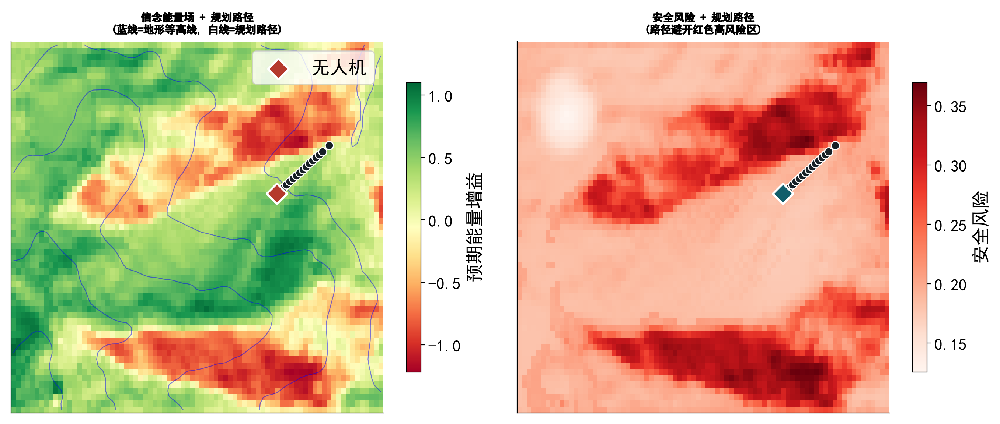 信念能量场 + 规划路径
(蓝线=地形等高线, 白线=规划路径)
无人机
1.0
0.5
0.0
−0.5
−1.0
预期能量增益
安全风险 + 规划路径
(路径避开红色高风险区)
0.35
0.30
0.25
0.20
0.15
安全风险